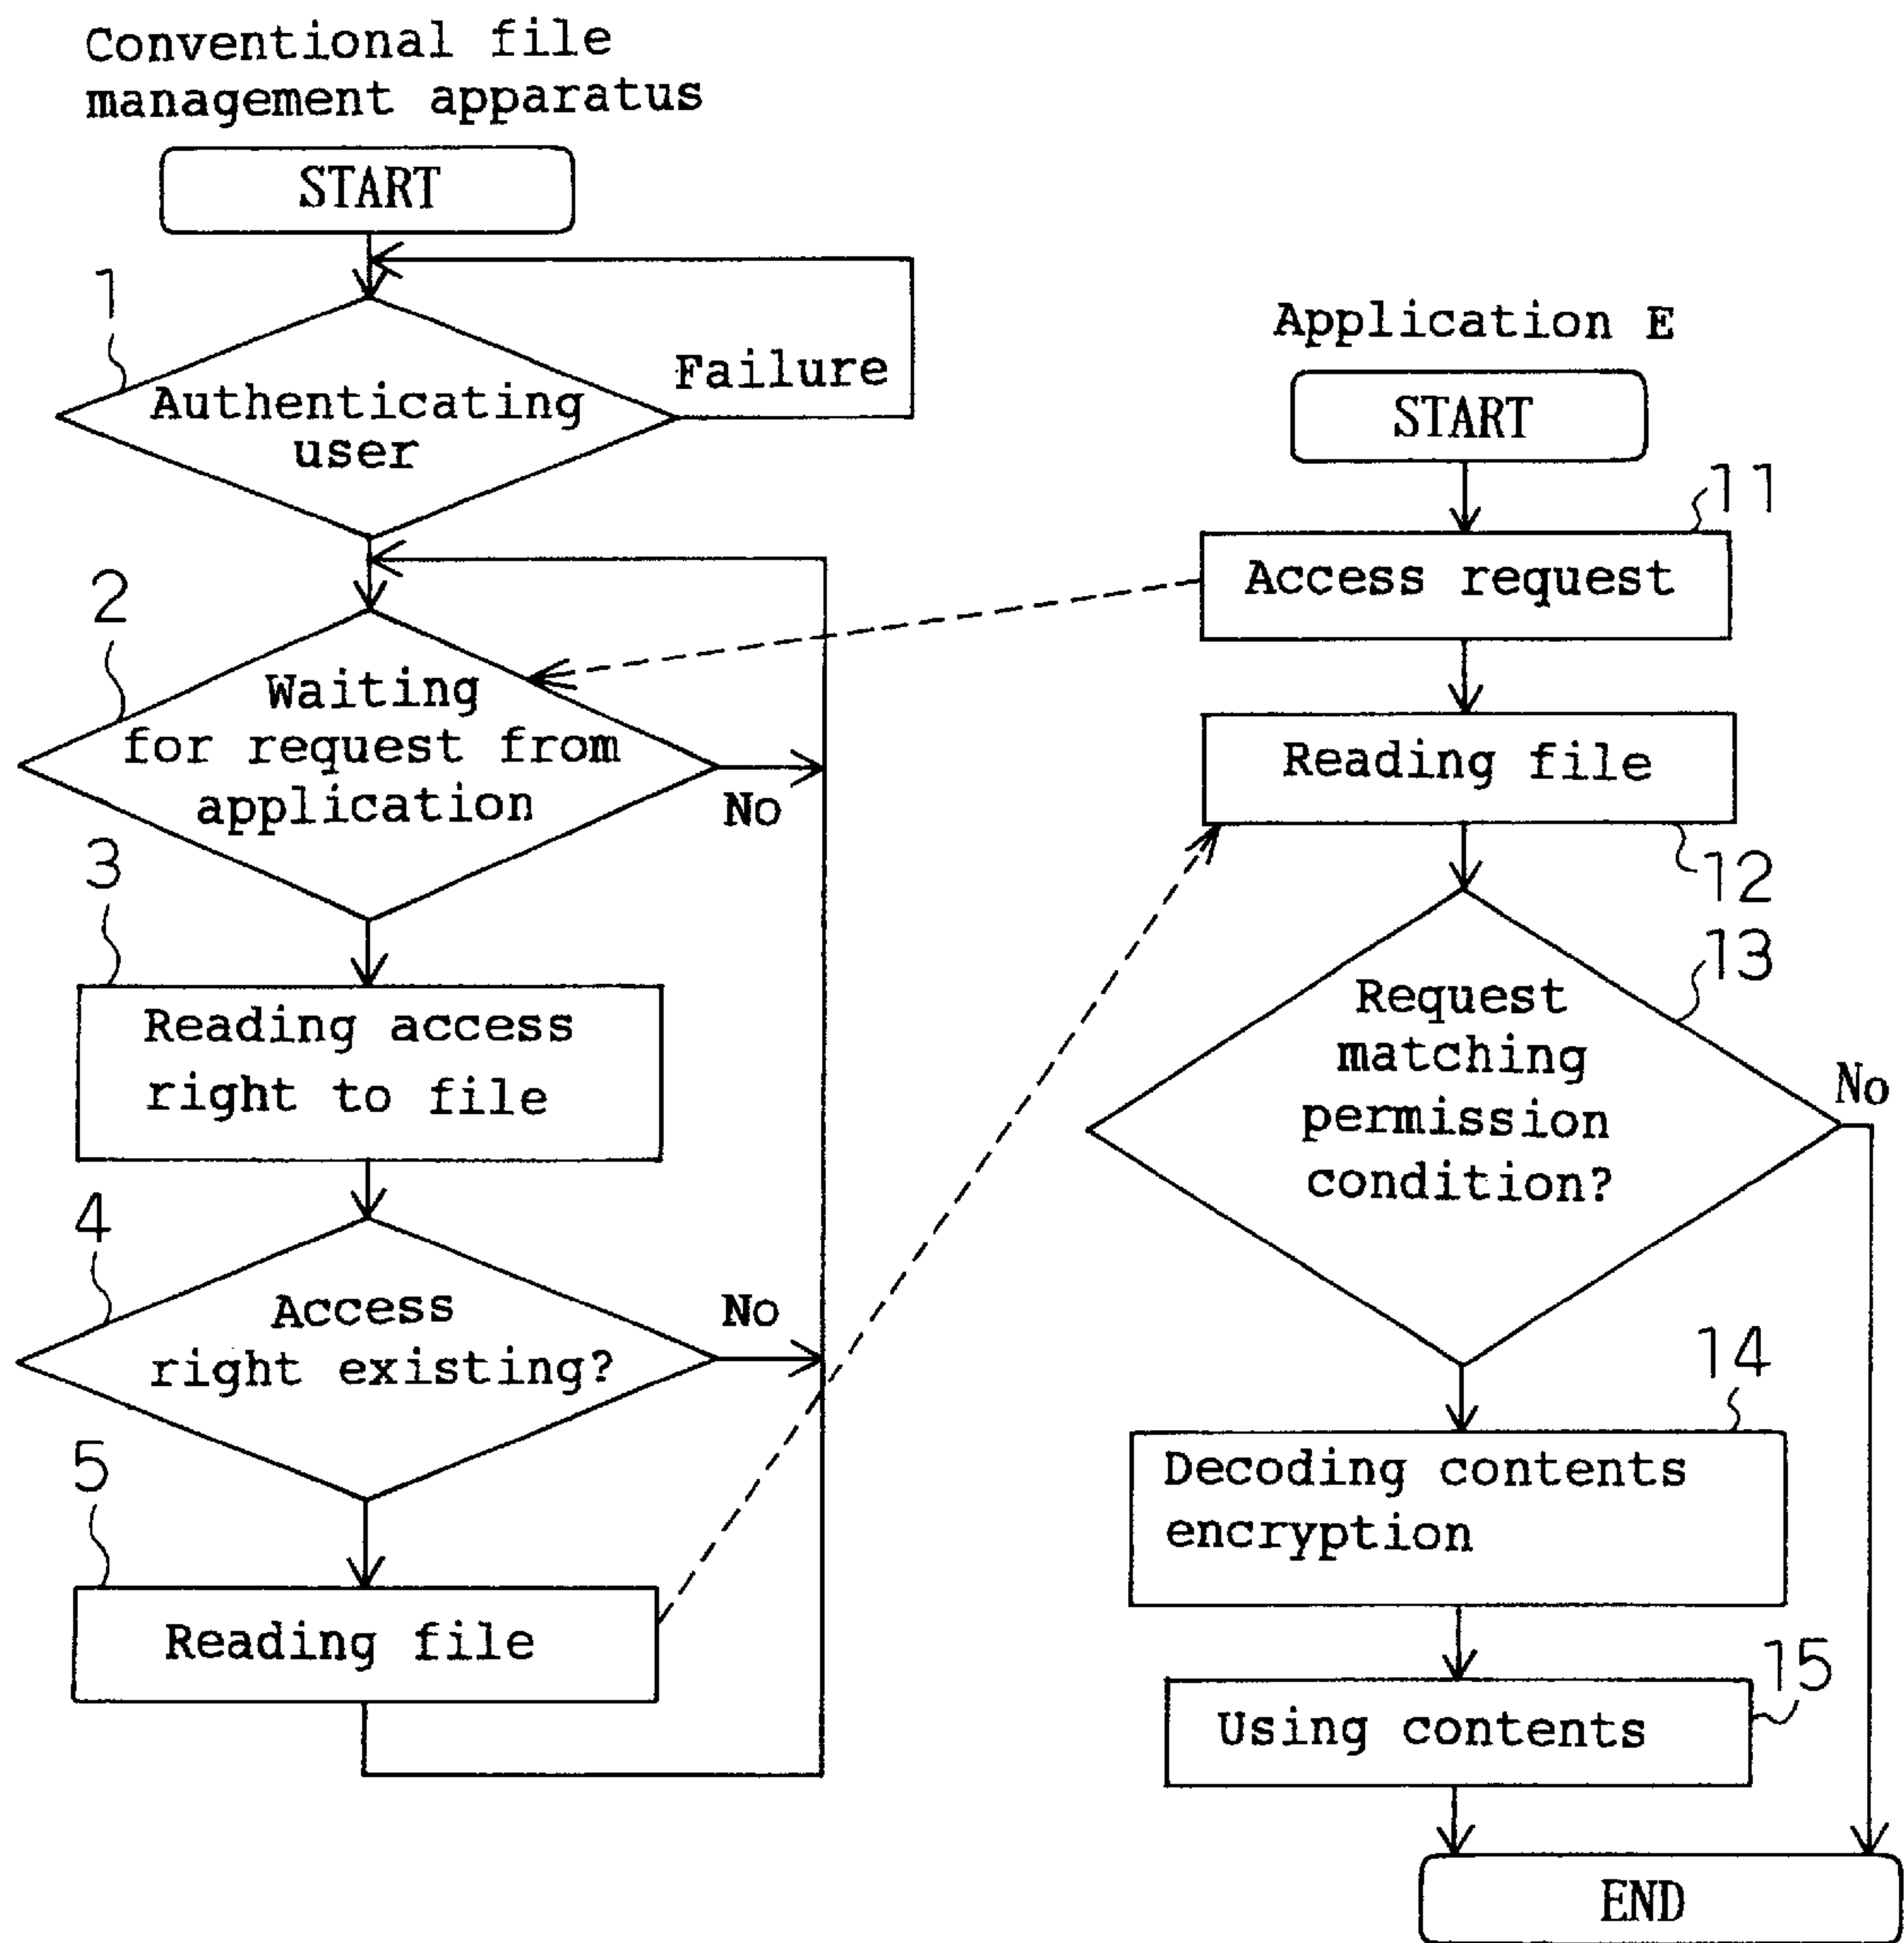 Conventional file
management apparatus
START
1
Failure
Authenticating
user
2
Waiting
for request from
application
No
3
Reading access
right to file
4
Access
right existing?
No
5
Reading file
Application E
START
11
Access request
Reading file
12
13
Request
matching
permission
condition?
No
14
Decoding contents
encryption
15
Using contents
END